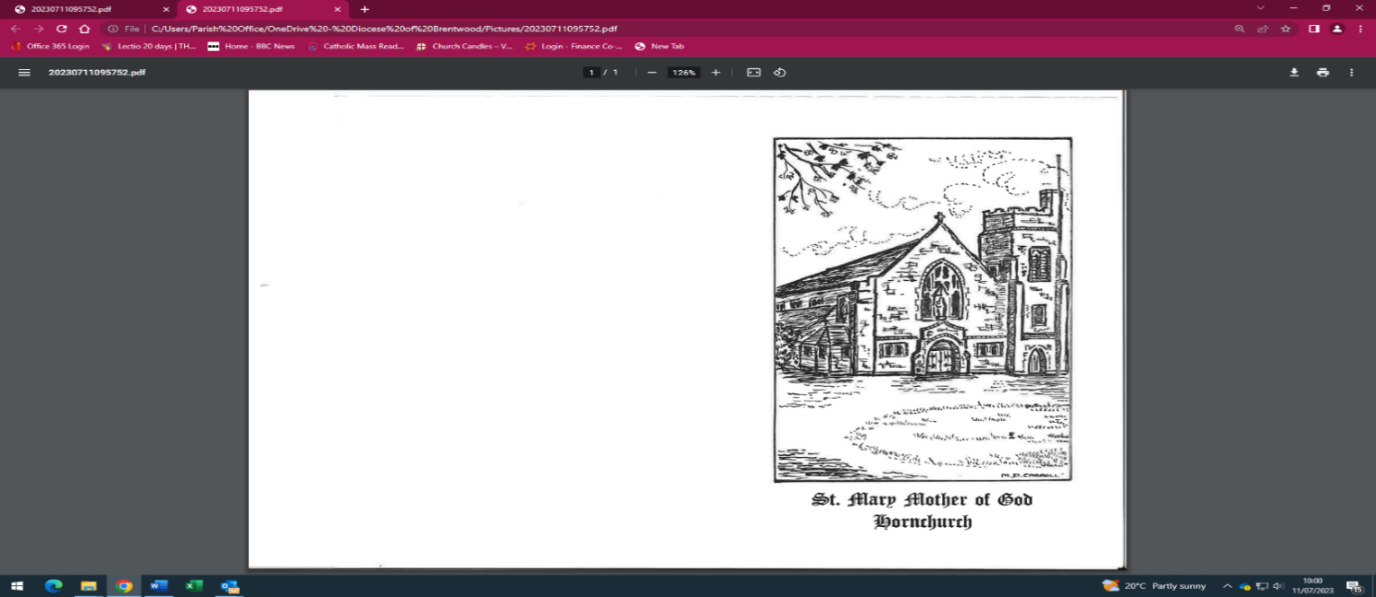 20230711095752.pdf
20230711095752.pdf
File | C:/Users/Parish%20Office/OneDrive%20-%20Diocese%20of%20Brentwood/Pictures/20230711095752.pdf
Office 365 Login
Lectio 20 days | TH...
Home - BBC News
Catholic Mass Read...
Church Candles – V...
Login - Finance Co-...
New Tab
20230711095752.pdf
1 / 1
126%
M.D.CARROLL
St. Mary Mother of God
Hornchurch
20°C Partly sunny
10:00
11/07/2023
15